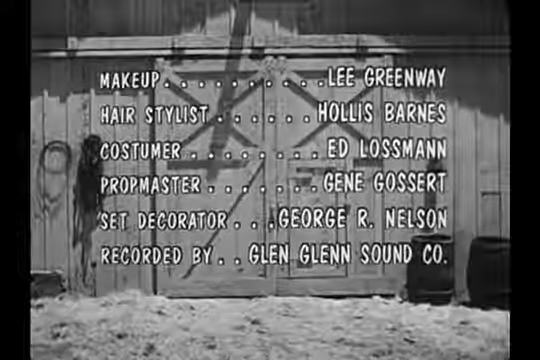 MAKEUP..........LEE GREENWAY
HAIR STYLIST......HOLLIS BARNES
COSTUMER........ED LOSSMANN
PROPMASTER.......GENE GOSSERT
SET DECORATOR...GEORGE R. NELSON
RECORDED BY..GLEN GLENN SOUND CO.